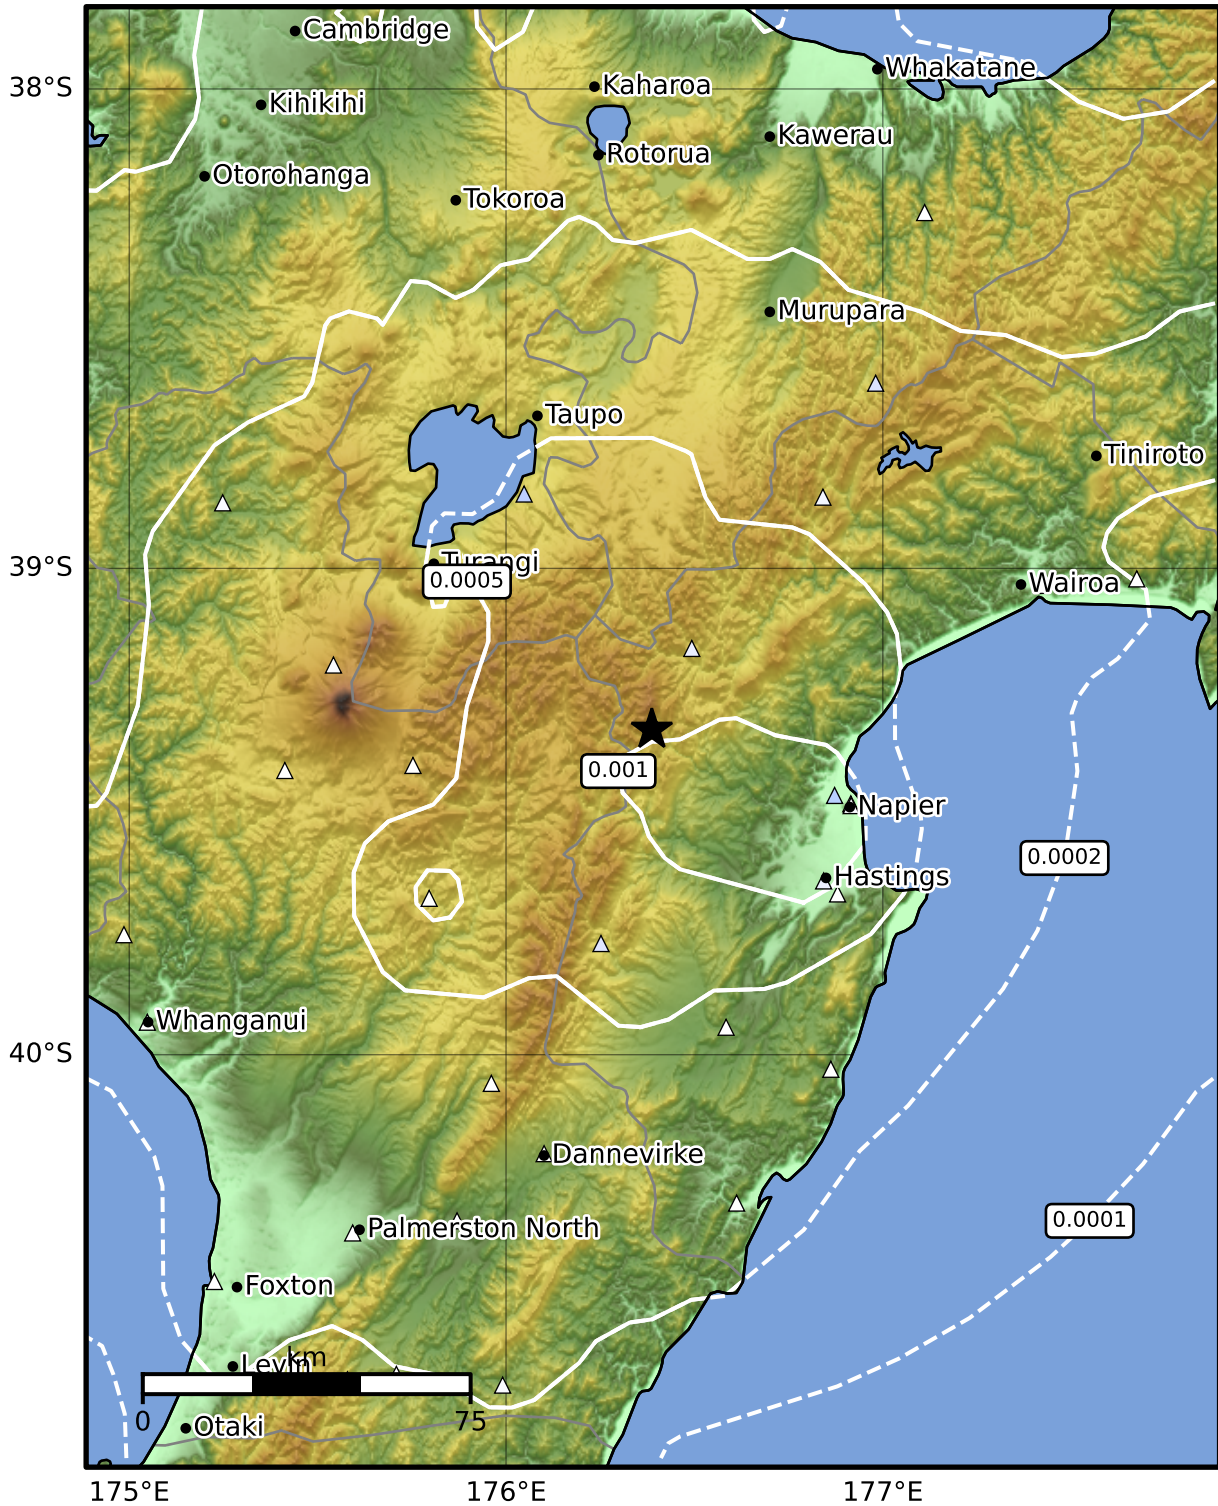 Cambridge
Whakatane
38°S
Kaharoa
Kihikihi
Kawerau
Rotorua
Otorohanga
Tokoroa
Murupara
Taupo
Tiniroto
Turangi
39°S
0.0005
Wairoa
0.001
Napier
0.0002
Hastings
Whanganui
40°S
Dannevirke
0.0001
Palmerston North
Foxton
Levin
km
0
75
Otaki
175°E
176°E
177°E